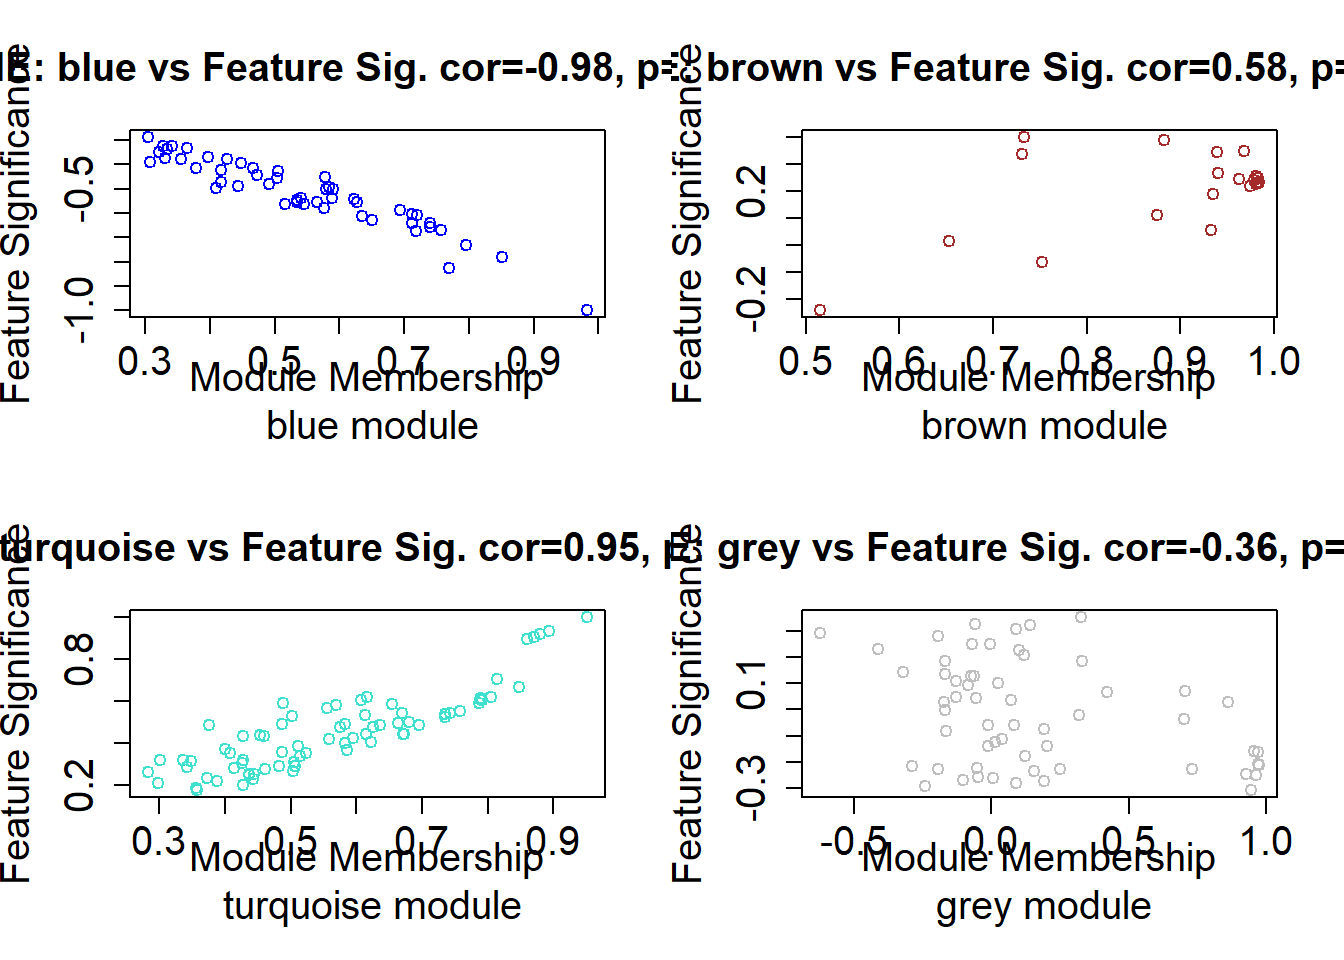 : blue vs Feature Sig. cor=-0.98, p=
Feature Significance
-0.5
-1.0
0.3 0.5 0.7 0.9
Module Membership
blue module
brown vs Feature Sig. cor=0.58, p=
Feature Significance
0.2
-0.2
0.5 0.6 0.7 0.8 0.9 1.0
Module Membership
brown module
turquoise vs Feature Sig. cor=0.95, p
Feature Significance
0.8
0.2
0.3 0.5 0.7 0.9
Module Membership
turquoise module
: grey vs Feature Sig. cor=-0.36, p=
Feature Significance
0.1
-0.3
-0.5 0.0 0.5 1.0
Module Membership
grey module